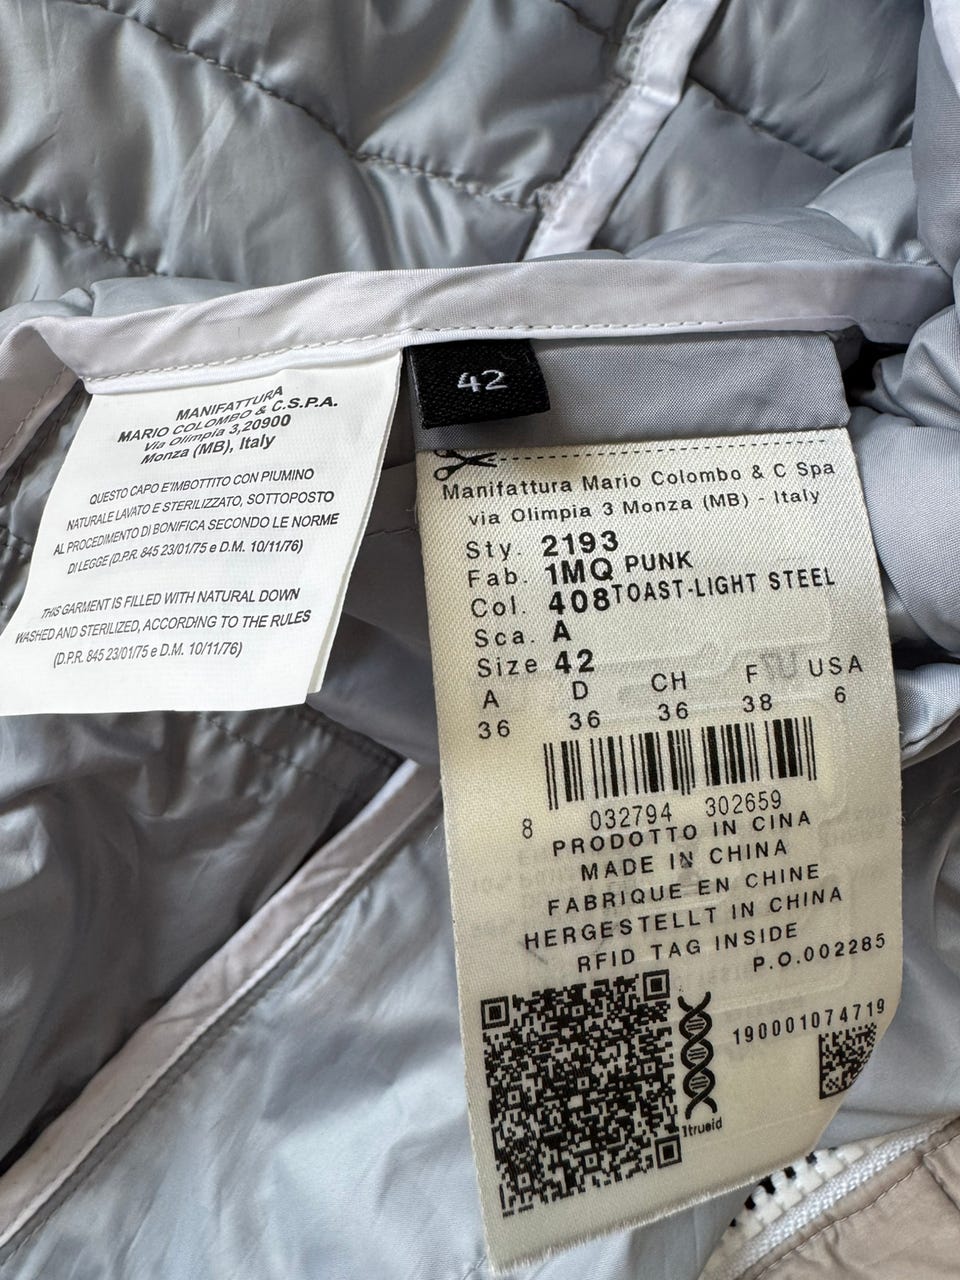 MANIFATTURA
MARIO COLOMBO & C.S.P.A.
Via Olimpia 3,20900
Monza (MB), Italy
QUESTO CAPO E'IMBOTTITO CON PIUMINO
NATURALE LAVATO E STERILIZZATO, SOTTOPOSTO
AL PROCEDIMENTO DI BONIFICA SECONDO LE NORME
DI LEGGE (D.P.R. 845 23/01/75 e D.M. 10/11/76)
THIS GARMENT IS FILLED WITH NATURAL DOWN
WASHED AND STERILIZED, ACCORDING TO THE RULES
(D.P.R. 845 23/01/75 e D.M. 10/11/76)
42
Manifattura Mario Colombo & C Spa
via Olimpia 3 Monza (MB) - Italy
Sty. 2193
Fab. 1MQ PUNK
Col. 408 TOAST-LIGHT STEEL
Sca. A
Size 42
A D CH F USA
36 36 36 38 6
8 032794 302659
PRODOTTO IN CINA
MADE IN CHINA
FABRIQUE EN CHINE
HERGESTELLT IN CHINA
RFID TAG INSIDE
P.O.002285
190001074719
1trueid